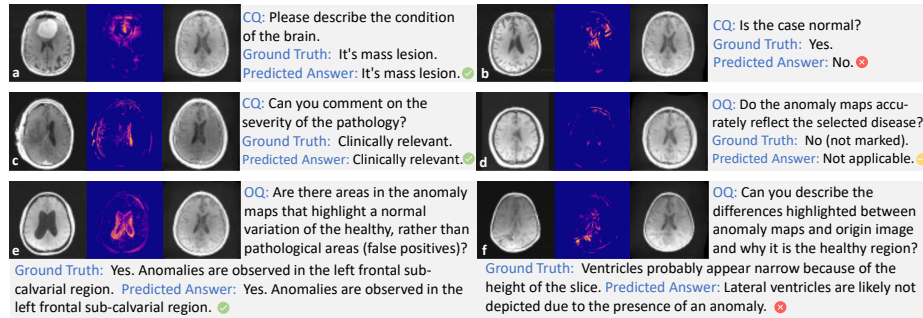 CQ: Please describe the condition
of the brain.
Ground Truth: It's mass lesion.
Predicted Answer: It's mass lesion.
a
CQ: Is the case normal?
Ground Truth: Yes.
Predicted Answer: No.
b
CQ: Can you comment on the
severity of the pathology?
Ground Truth: Clinically relevant.
Predicted Answer: Clinically relevant.
c
OQ: Do the anomaly maps accu-
rately reflect the selected disease?
Ground Truth: No (not marked).
Predicted Answer: Not applicable.
d
OQ: Are there areas in the anomaly
maps that highlight a normal
variation of the healthy, rather than
pathological areas (false positives)?
e
Ground Truth: Yes. Anomalies are observed in the left frontal sub-
calvarial region. Predicted Answer: Yes. Anomalies are observed in the
left frontal sub-calvarial region.
OQ: Can you describe the
differences highlighted between
anomaly maps and origin image
and why it is the healthy region?
f
Ground Truth: Ventricles probably appear narrow because of the
height of the slice. Predicted Answer: Lateral ventricles are likely not
depicted due to the presence of an anomaly.